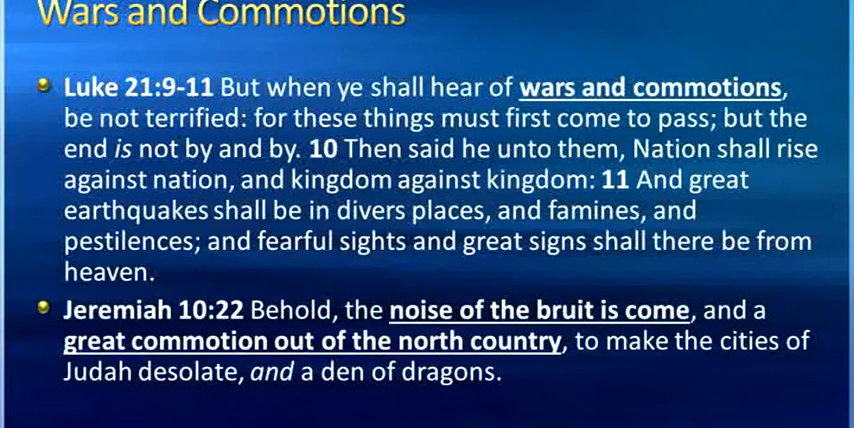 Wars and Commotions
Luke 21:9-11 But when ye shall hear of wars and commotions,
be not terrified: for these things must first come to pass; but the
end is not by and by. 10 Then said he unto them, Nation shall rise
against nation, and kingdom against kingdom: 11 And great
earthquakes shall be in divers places, and famines, and
pestilences; and fearful sights and great signs shall there be from
heaven.
Jeremiah 10:22 Behold, the noise of the bruit is come, and a
great commotion out of the north country, to make the cities of
Judah desolate, and a den of dragons.